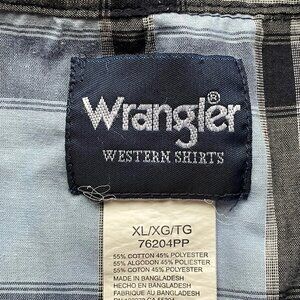 Wrangler®
WESTERN SHIRTS
XL/XG/TG
76204PP
55% COTTON 45% POLYESTER
55% ALGODON 45% POLIESTER
55% COTON 45% POLYESTER
MADE IN BANGLADESH
HECHO EN BANGLADESH
FABRIQUE AU BANGLADESH